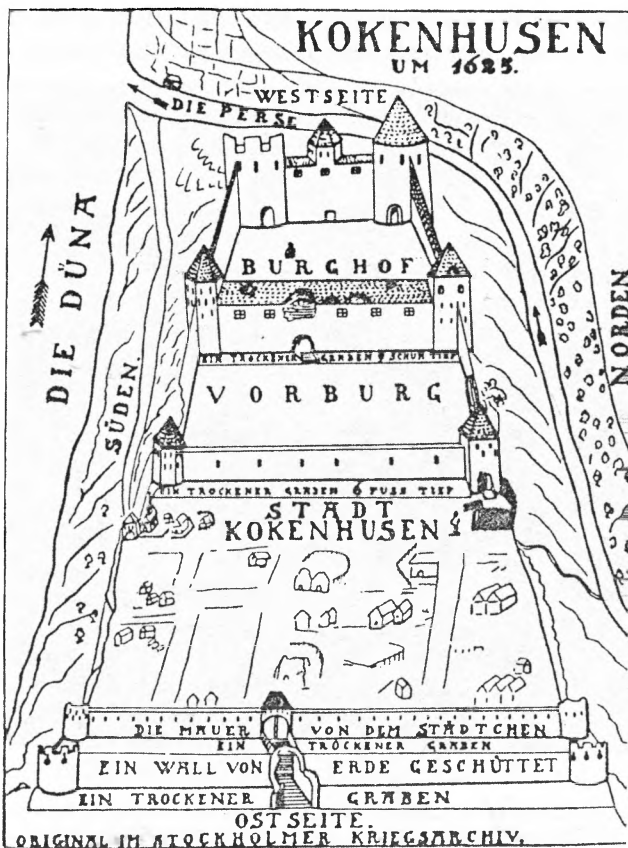 KOKENHUSEN
UM 1625.
WESTSEITE
DIE PERSE
DIE DÜNA
SÜDEN.
NORDEN
BURGHOF
EIN TROCKENER GRABEN 9 SCHUH TIEF
VORBURG
EIN TROCKENER GRABEN 6 FUSS TIEF
STADT
KOKENHUSEN
DIE MAUER VON DEM STÄDTCHEN
EIN TROCKENER GRABEN
EIN WALL VON ERDE GESCHÜTTET
EIN TROCKENER GRABEN
OSTSEITE.
ORIGINAL IM STOCKHOLMER KRIEGSARCHIV.